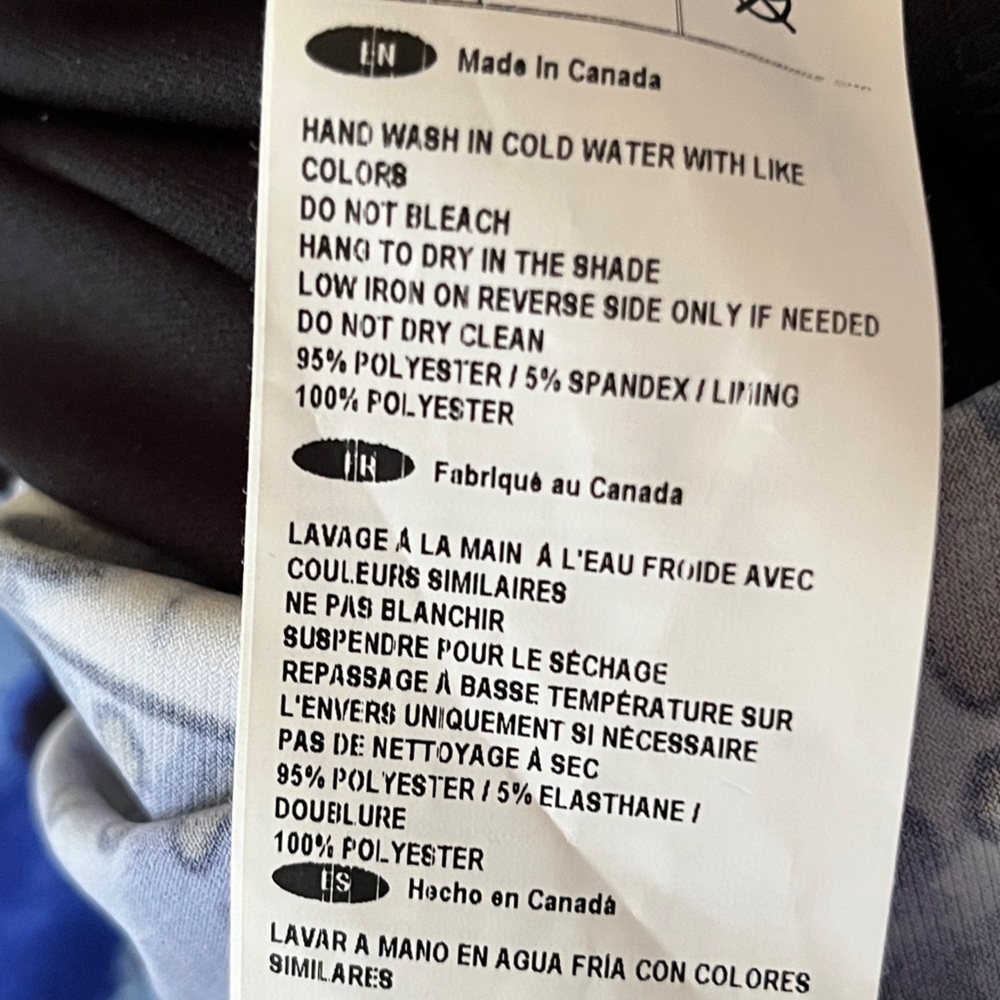 EN Made In Canada
HAND WASH IN COLD WATER WITH LIKE
COLORS
DO NOT BLEACH
HANG TO DRY IN THE SHADE
LOW IRON ON REVERSE SIDE ONLY IF NEEDED
DO NOT DRY CLEAN
95% POLYESTER / 5% SPANDEX / LINING
100% POLYESTER
FR Fabriqué au Canada
LAVAGE À LA MAIN À L'EAU FROIDE AVEC
COULEURS SIMILAIRES
NE PAS BLANCHIR
SUSPENDRE POUR LE SÉCHAGE
REPASSAGE À BASSE TEMPÉRATURE SUR
L'ENVERS UNIQUEMENT SI NÉCESSAIRE
PAS DE NETTOYAGE À SEC
95% POLYESTER / 5% ELASTHANE /
DOUBLURE
100% POLYESTER
ES Hecho en Canadá
LAVAR A MANO EN AGUA FRÍA CON COLORES
SIMILARES